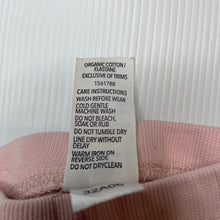 ORGANIC COTTON/
ELASTANE
EXCLUSIVE OF TRIMS
1561788
CARE INSTRUCTIONS
WASH BEFORE WEAR
COLD GENTLE
MACHINE WASH
DO NOT BLEACH,
SOAK OR RUB
DO NOT TUMBLE DRY
LINE DRY WITHOUT
DELAY
WARM IRON ON
REVERSE SIDE
DO NOT DRYCLEAN